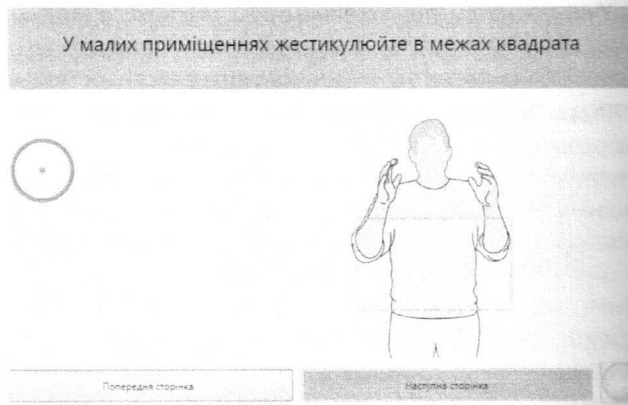 У малих приміщеннях жестикулюйте в межах квадрата
Попередня сторінка
Наступна сторінка